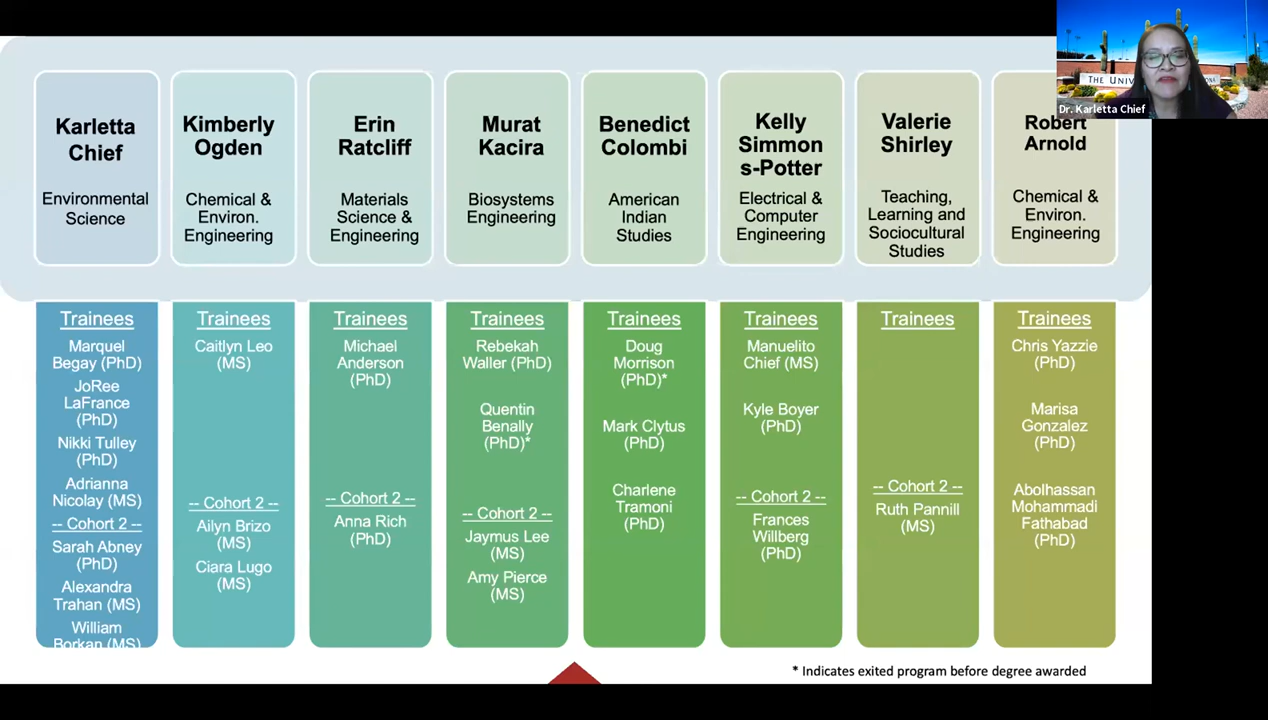 THE UNIV
ONA
Dr. Karletta Chief
Karletta
Chief
Environmental
Science
Kimberly
Ogden
Chemical &
Environ.
Engineering
Erin
Ratcliff
Materials
Science &
Engineering
Murat
Kacira
Biosystems
Engineering
Benedict
Colombi
American
Indian
Studies
Kelly
Simmon
s-Potter
Electrical &
Computer
Engineering
Valerie
Shirley
Teaching,
Learning and
Sociocultural
Studies
Robert
Arnold
Chemical &
Environ.
Engineering
Trainees
Marquel
Begay (PhD)
JoRee
LaFrance
(PhD)
Nikki Tulley
(PhD)
Adrianna
Nicolay (MS)
-- Cohort 2 --
Sarah Abney
(PhD)
Alexandra
Trahan (MS)
William
Borkan (MS)
Trainees
Caitlyn Leo
(MS)
-- Cohort 2 --
Ailyn Brizo
(MS)
Ciara Lugo
(MS)
Trainees
Michael
Anderson
(PhD)
-- Cohort 2 --
Anna Rich
(PhD)
Trainees
Rebekah
Waller (PhD)
Quentin
Benally
(PhD)*
-- Cohort 2 --
Jaymus Lee
(MS)
Amy Pierce
(MS)
Trainees
Doug
Morrison
(PhD)*
Mark Clytus
(PhD)
Charlene
Tramoni
(PhD)
Trainees
Manuelito
Chief (MS)
Kyle Boyer
(PhD)
-- Cohort 2 --
Frances
Willberg
(PhD)
Trainees
-- Cohort 2 --
Ruth Pannill
(MS)
Trainees
Chris Yazzie
(PhD)
Marisa
Gonzalez
(PhD)
Abolhassan
Mohammadi
Fathabad
(PhD)
* Indicates exited program before degree awarded